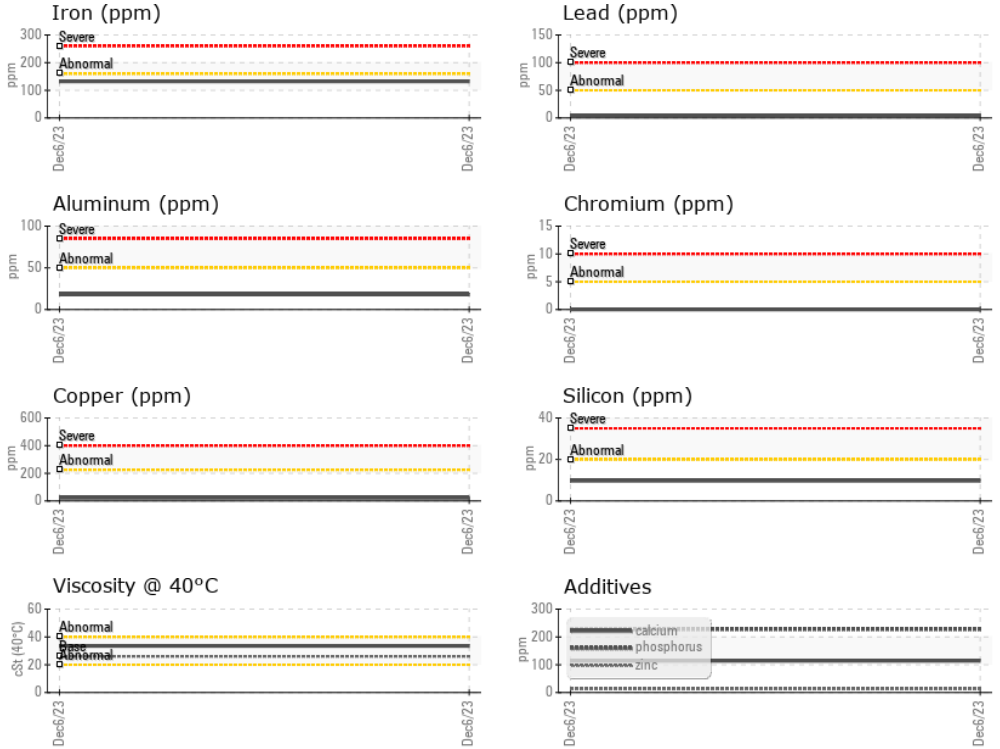 Iron (ppm)
300
200
100
0
ppm
Severe
Abnormal
Dec6/23
Dec6/23
Lead (ppm)
150
100
50
0
ppm
Severe
Abnormal
Dec6/23
Dec6/23
Aluminum (ppm)
100
50
0
ppm
Severe
Abnormal
Dec6/23
Dec6/23
Chromium (ppm)
15
10
5
0
ppm
Severe
Abnormal
Dec6/23
Dec6/23
Copper (ppm)
600
400
200
0
ppm
Severe
Abnormal
Dec6/23
Dec6/23
Silicon (ppm)
40
20
0
ppm
Severe
Abnormal
Dec6/23
Dec6/23
Viscosity @ 40°C
60
40
20
0
cSt (40°C)
Abnormal
Base
Abnormal
Dec6/23
Dec6/23
Additives
300
200
100
0
ppm
calcium
phosphorus
zinc
Dec6/23
Dec6/23